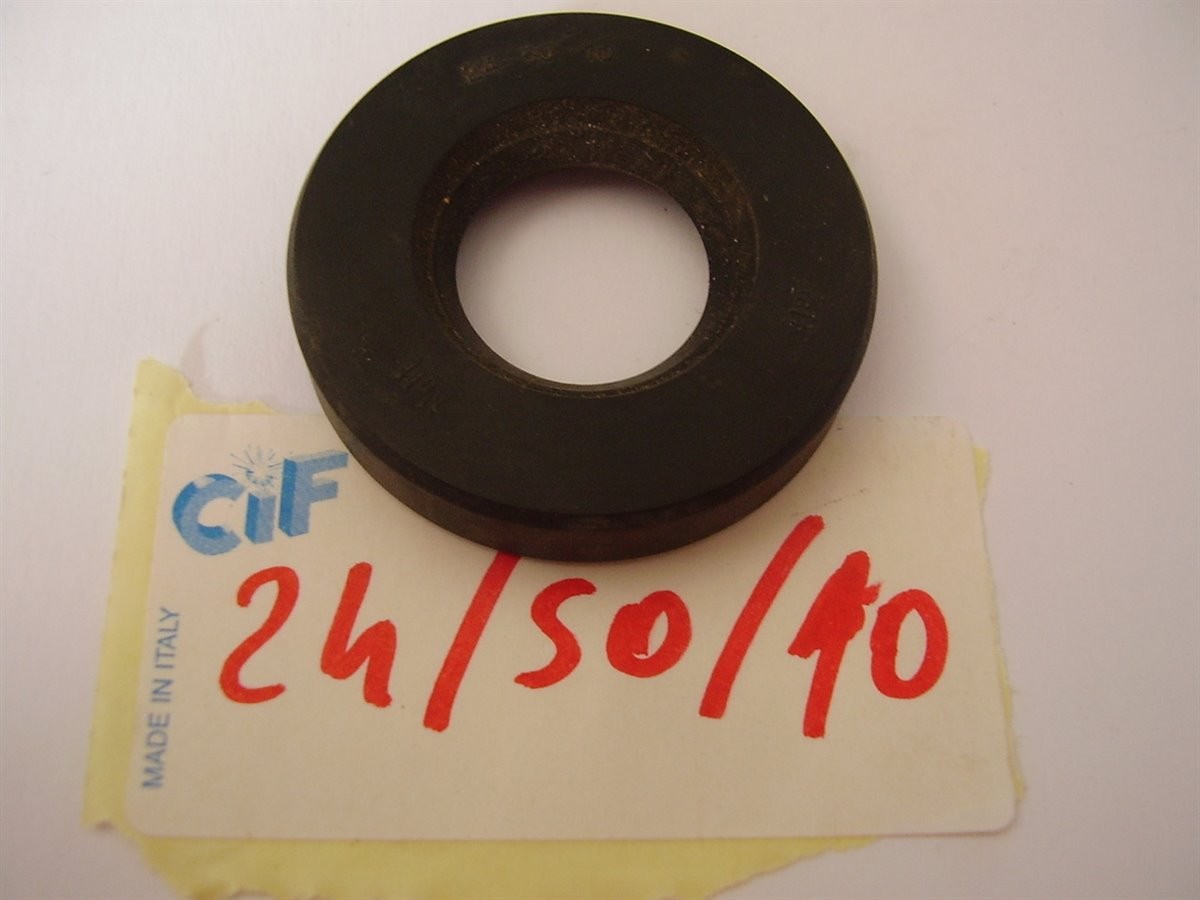 CiF
24/50/10
MADE IN ITALY